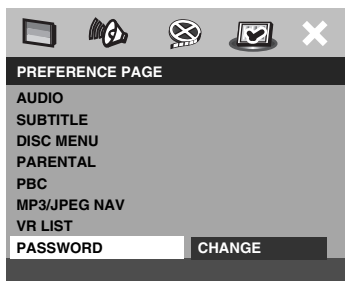 PREFERENCE PAGE
AUDIO
SUBTITLE
DISC MENU
PARENTAL
PBC
MP3/JPEG NAV
VR LIST
PASSWORD CHANGE